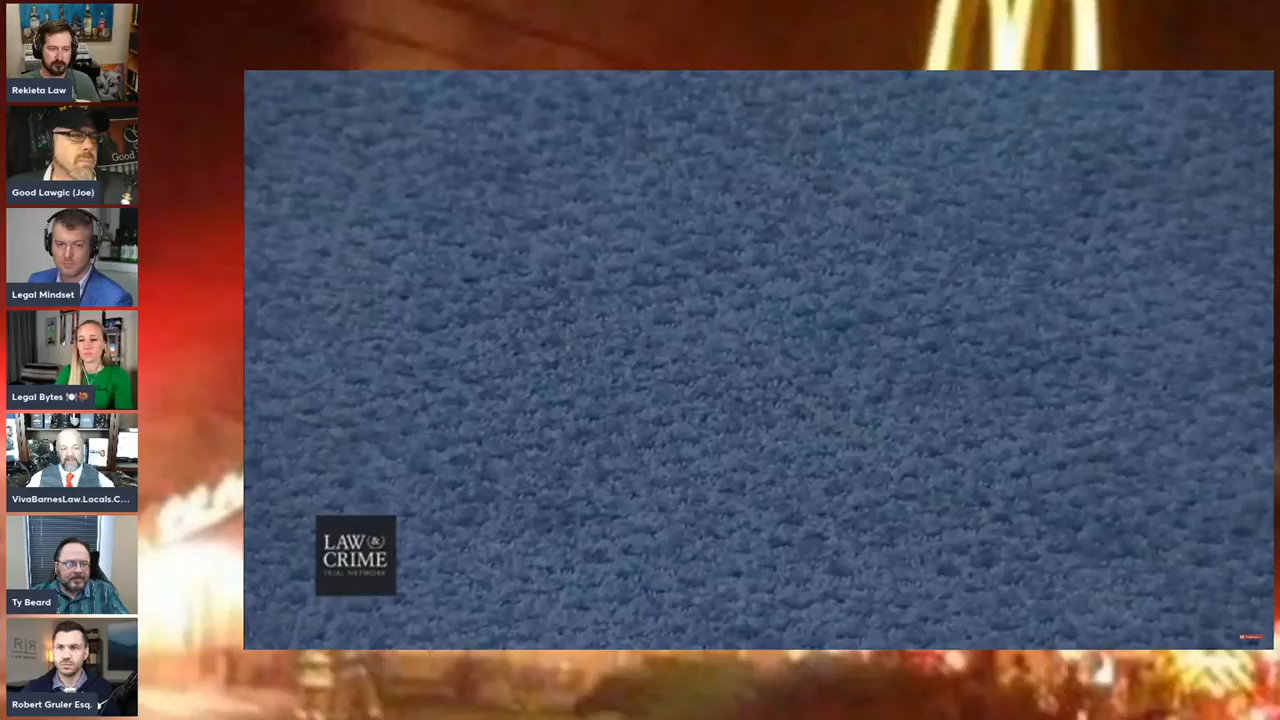 Rekieta Law
Good Lawgic (Joe)
Legal Mindset
Legal Bytes 🍽️
VivaBarnesLaw.Locals.C...
Ty Beard
R|R
Robert Gruler Esq.
LAW &
CRIME
TRIAL NETWORK